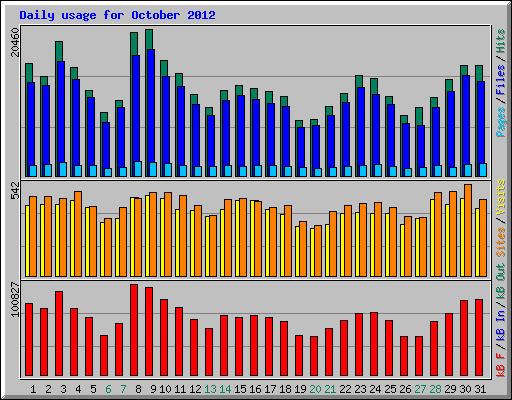 Daily usage for October 2012
20460
Pages / Files / Hits
542
Sites / Visits
100827
kB F / kB In / kB Out
1 2 3 4 5 6 7 8 9 10 11 12 13 14 15 16 17 18 19 20 21 22 23 24 25 26 27 28 29 30 31